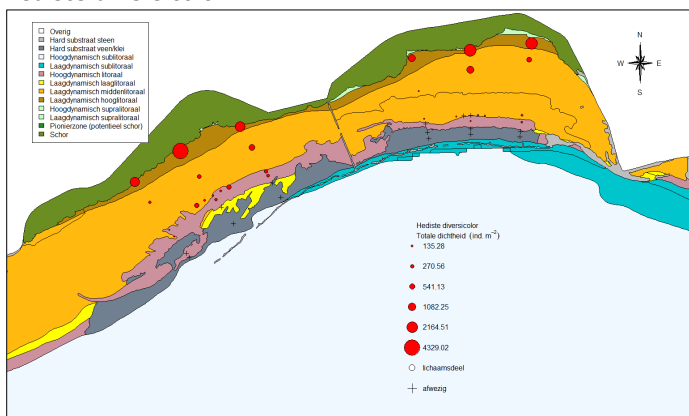 Overig
Hard substraat steen
Hard substraat veen/klei
Hoogdynamisch sublitoraal
Laagdynamisch sublitoraal
Hoogdynamisch litoraal
Laagdynamisch laaglitoraal
Laagdynamisch middenlitoraal
Laagdynamisch hooglitoraal
Hoogdynamisch supralitoraal
Laagdynamisch supralitoraal
Pionierzone (potentieel schor)
Schor
N
W E
S
Hediste diversicolor
Totale dichtheid (ind. m⁻²)
135.28
270.56
541.13
1082.25
2164.51
4329.02
lichaamsdeel
afwezig